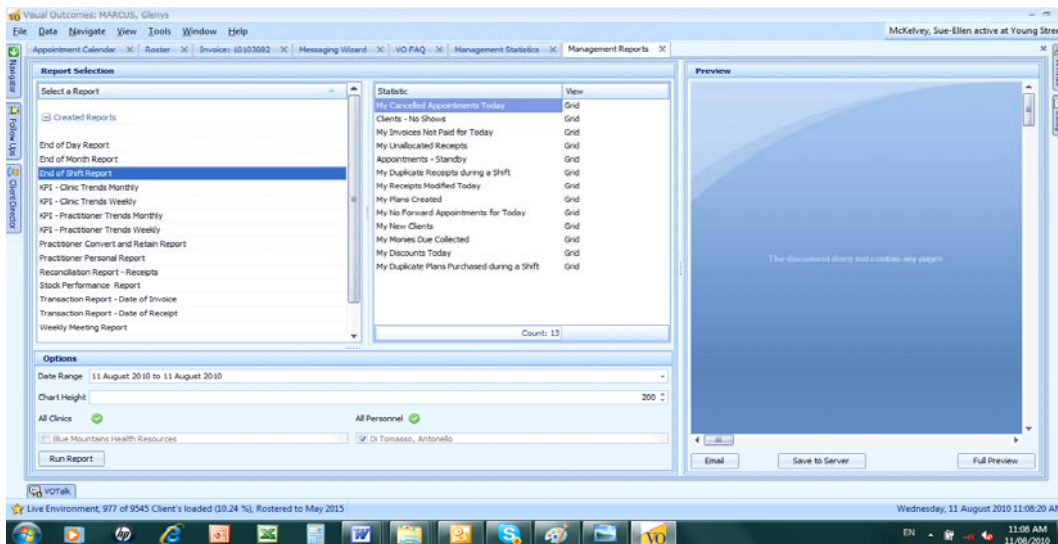 Visual Outcomes: MARCUS, Glenys
File Data Navigate View Tools Window Help
McKelvey, Sue-Ellen active at Young Stree
Appointment Calendar Roster Invoice: 10103082 Messaging Wizard VO FAQ Management Statistics Management Reports
Navigator
Follow Ups
Client Director
Report Selection
Select a Report
Created Reports
End of Day Report
End of Month Report
End of Shift Report
KPI - Clinic Trends Monthly
KPI - Clinic Trends Weekly
KPI - Practitioner Trends Monthly
KPI - Practitioner Trends Weekly
Practitioner Convert and Retain Report
Practitioner Personal Report
Reconciliation Report - Receipts
Stock Performance Report
Transaction Report - Date of Invoice
Transaction Report - Date of Receipt
Weekly Meeting Report
Statistic View
My Cancelled Appointments Today Grid
Clients - No Shows Grid
My Invoices Not Paid for Today Grid
My Unallocated Receipts Grid
Appointments - Standby Grid
My Duplicate Receipts during a Shift Grid
My Receipts Modified Today Grid
My Plans Created Grid
My No Forward Appointments for Today Grid
My New Clients Grid
My Monies Due Collected Grid
My Discounts Today Grid
My Duplicate Plans Purchased during a Shift Grid
Count: 13
Preview
The document does not contain any pages.
Email Save to Server Full Preview
Options
Date Range 11 August 2010 to 11 August 2010
Chart Height 200
All Clinics All Personnel
Blue Mountains Health Resources Di Tomasso, Antonello
Run Report
VOTalk
Live Environment, 977 of 9545 Client's loaded (10.24 %), Rostered to May 2015
Wednesday, 11 August 2010 11:08:20 AM
EN 11:08 AM
11/08/2010